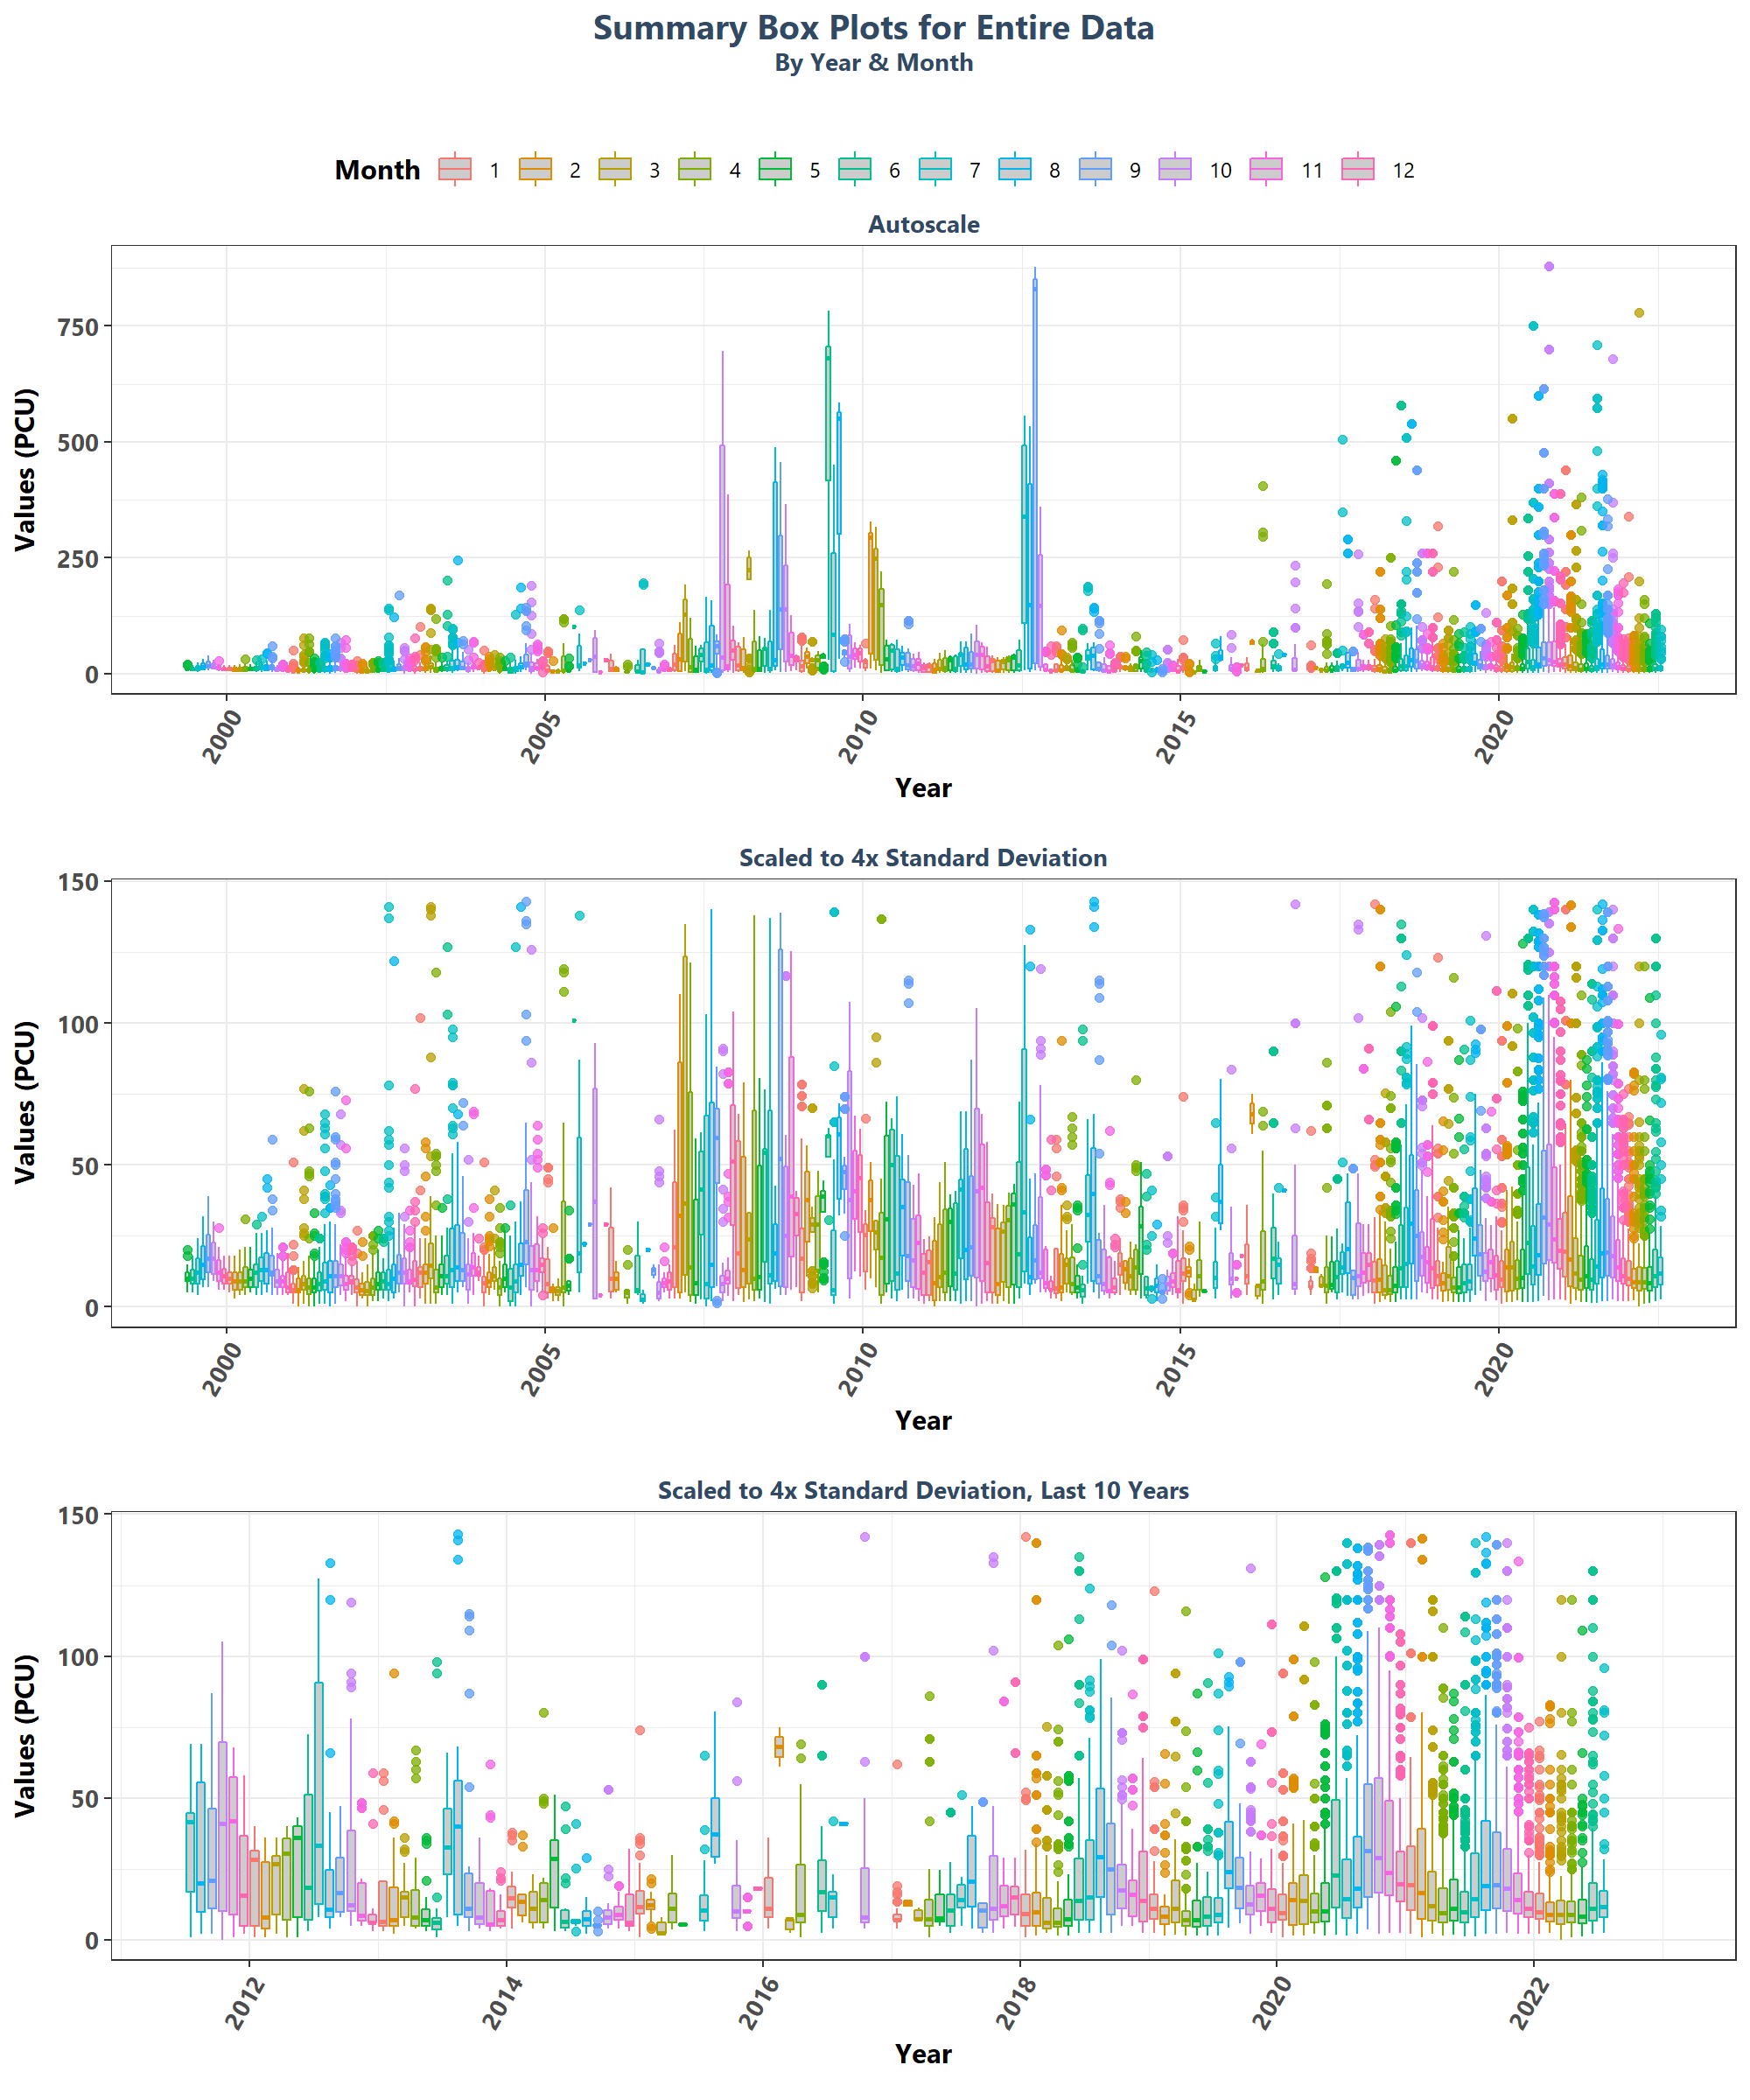 Summary Box Plots for Entire Data
By Year & Month
Month 1 2 3 4 5 6 7 8 9 10 11 12
Autoscale
Values (PCU)
750
500
250
0
2000 2005 2010 2015 2020
Year
Scaled to 4x Standard Deviation
Values (PCU)
150
100
50
0
2000 2005 2010 2015 2020
Year
Scaled to 4x Standard Deviation, Last 10 Years
Values (PCU)
150
100
50
0
2012 2014 2016 2018 2020 2022
Year